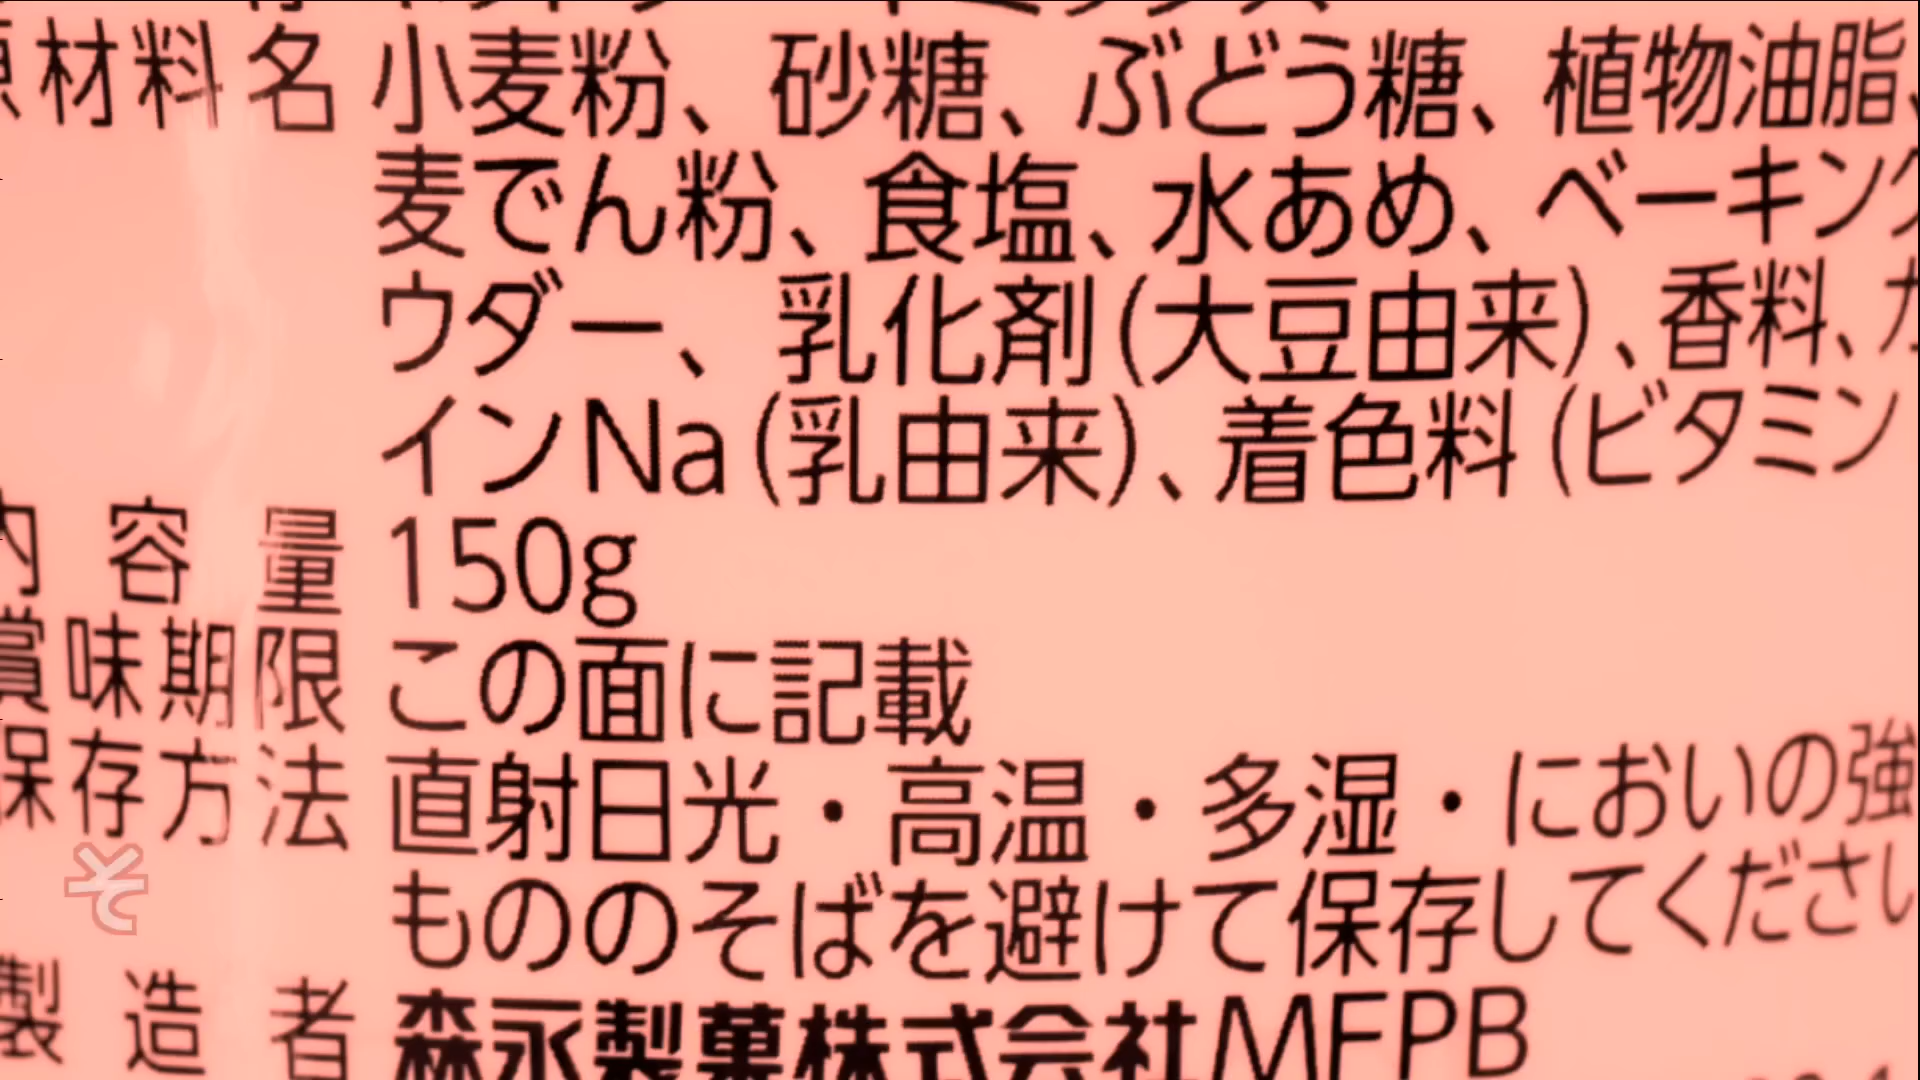 原材料名 小麦粉、砂糖、ぶどう糖、植物油脂、
麦でん粉、食塩、水あめ、ベーキング
ウダー、乳化剤(大豆由来)、香料、カ
インNa(乳由来)、着色料(ビタミン
内容量 150g
賞味期限 この面に記載
保存方法 直射日光・高温・多湿・においの強
もののそばを避けて保存してくださ
そ
製造者 森永製菓株式会社MFPB